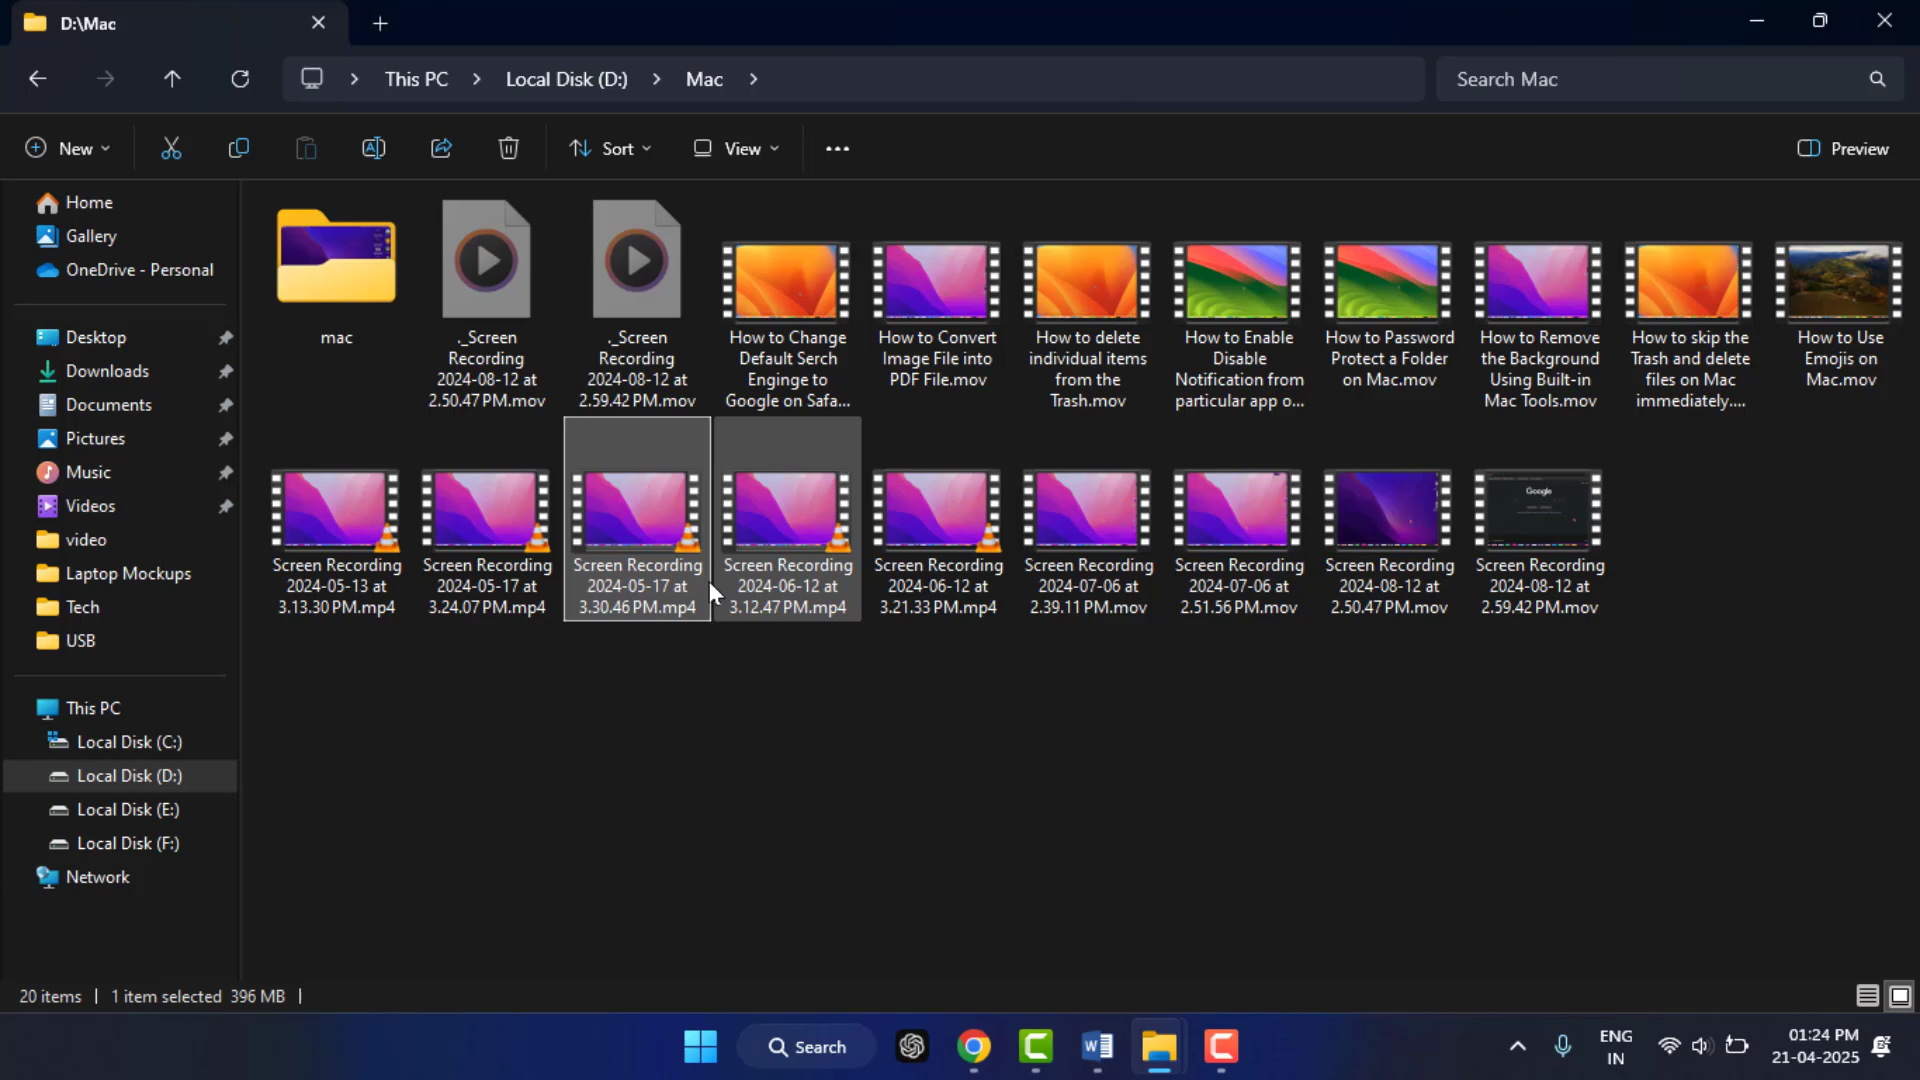 D:\Mac
This PC
Local Disk (D:)
Mac
Search Mac
New
Sort
View
Preview
Home
Gallery
OneDrive - Personal
Desktop
Downloads
Documents
Pictures
Music
Videos
video
Laptop Mockups
Tech
USB
This PC
Local Disk (C:)
Local Disk (D:)
Local Disk (E:)
Local Disk (F:)
Network
mac
._Screen
Recording
2024-08-12 at
2.50.47 PM.mov
._Screen
Recording
2024-08-12 at
2.59.42 PM.mov
How to Change
Default Serch
Enginge to
Google on Safa...
How to Convert
Image File into
PDF File.mov
How to delete
individual items
from the
Trash.mov
How to Enable
Disable
Notification from
particular app o...
How to Password
Protect a Folder
on Mac.mov
How to Remove
the Background
Using Built-in
Mac Tools.mov
How to skip the
Trash and delete
files on Mac
immediately....
How to Use
Emojis on
Mac.mov
Screen Recording
2024-05-13 at
3.13.30 PM.mp4
Screen Recording
2024-05-17 at
3.24.07 PM.mp4
Screen Recording
2024-05-17 at
3.30.46 PM.mp4
Screen Recording
2024-06-12 at
3.12.47 PM.mp4
Screen Recording
2024-06-12 at
3.21.33 PM.mp4
Screen Recording
2024-07-06 at
2.39.11 PM.mov
Screen Recording
2024-07-06 at
2.51.56 PM.mov
Screen Recording
2024-08-12 at
2.50.47 PM.mov
Google
Screen Recording
2024-08-12 at
2.59.42 PM.mov
20 items | 1 item selected 396 MB |
Search
ENG
IN
01:24 PM
21-04-2025